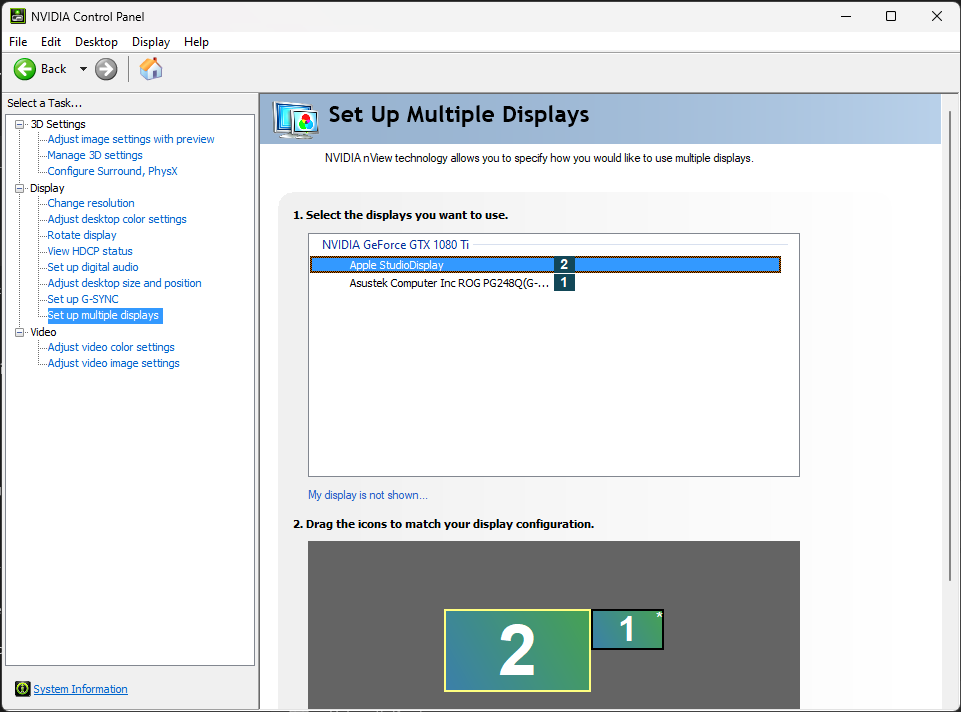 NVIDIA Control Panel
File Edit Desktop Display Help
Back
Select a Task...
3D Settings
Adjust image settings with preview
Manage 3D settings
Configure Surround, PhysX
Display
Change resolution
Adjust desktop color settings
Rotate display
View HDCP status
Set up digital audio
Adjust desktop size and position
Set up G-SYNC
Set up multiple displays
Video
Adjust video color settings
Adjust video image settings
System Information
Set Up Multiple Displays
NVIDIA nView technology allows you to specify how you would like to use multiple displays.
1. Select the displays you want to use.
NVIDIA GeForce GTX 1080 Ti
Apple StudioDisplay 2
Asustek Computer Inc ROG PG248Q(G-... 1
My display is not shown...
2. Drag the icons to match your display configuration.
2 1 *